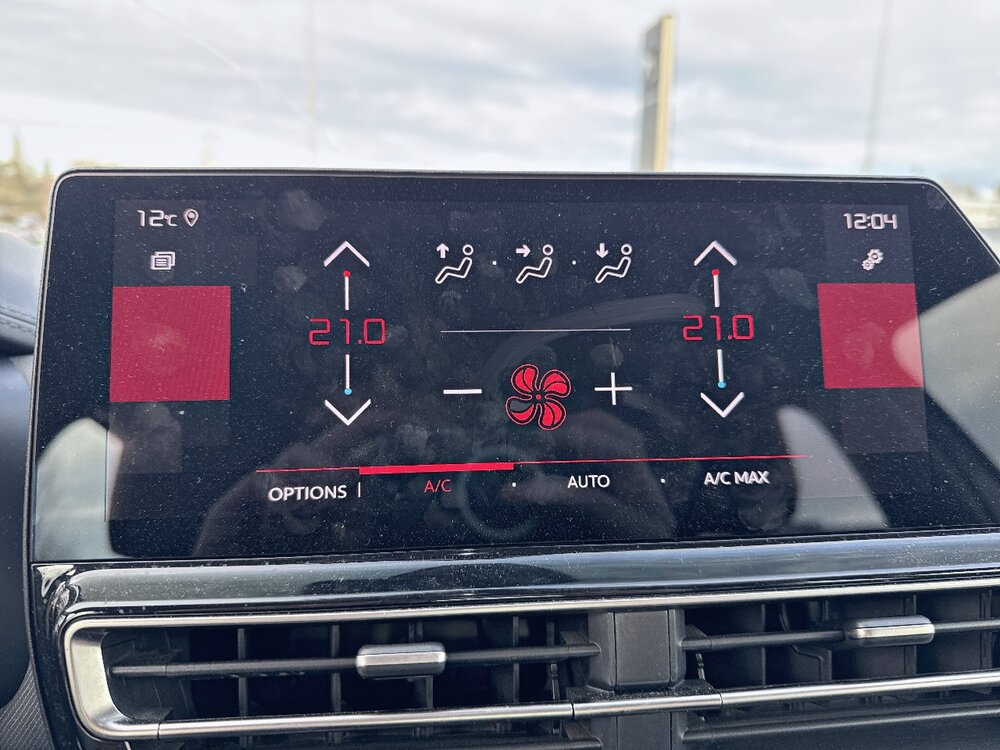 12°C
12:04
21.0
21.0
OPTIONS
A/C
AUTO
A/C MAX